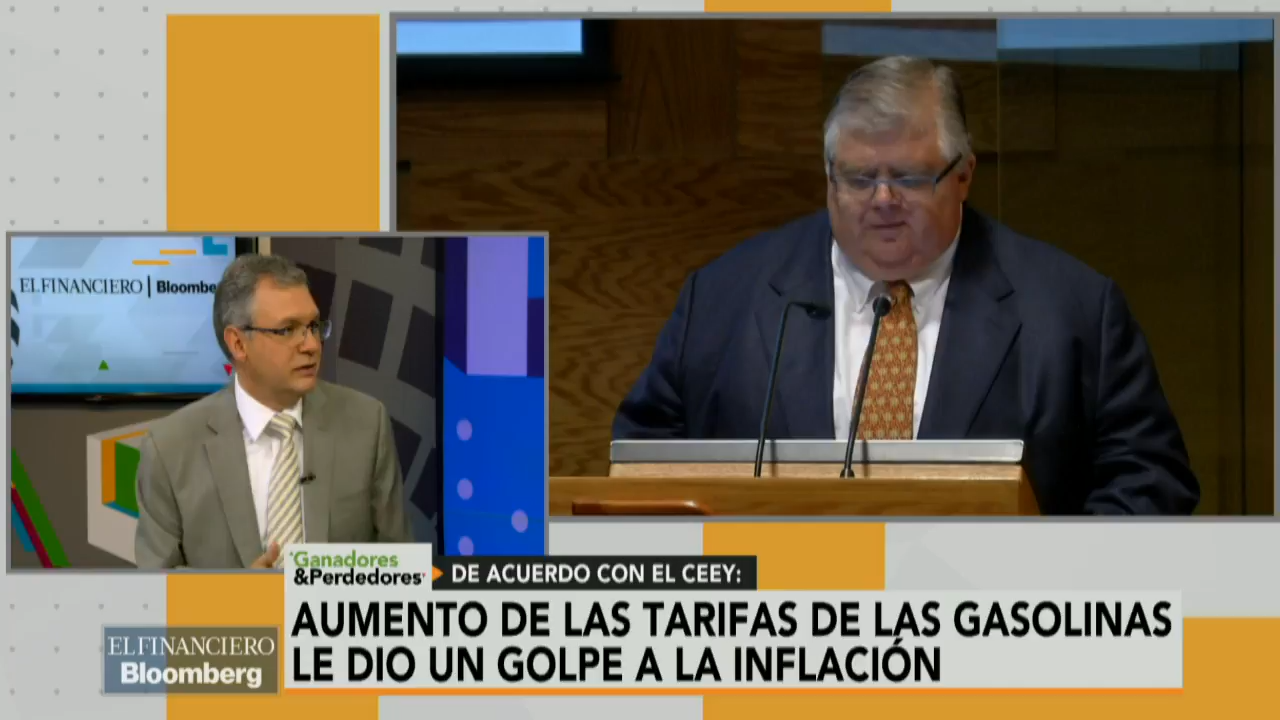 EL FINANCIERO | Bloombe
Ganadores
&Perdedores
DE ACUERDO CON EL CEEY:
AUMENTO DE LAS TARIFAS DE LAS GASOLINAS
LE DIO UN GOLPE A LA INFLACIÓN
EL FINANCIERO
Bloomberg